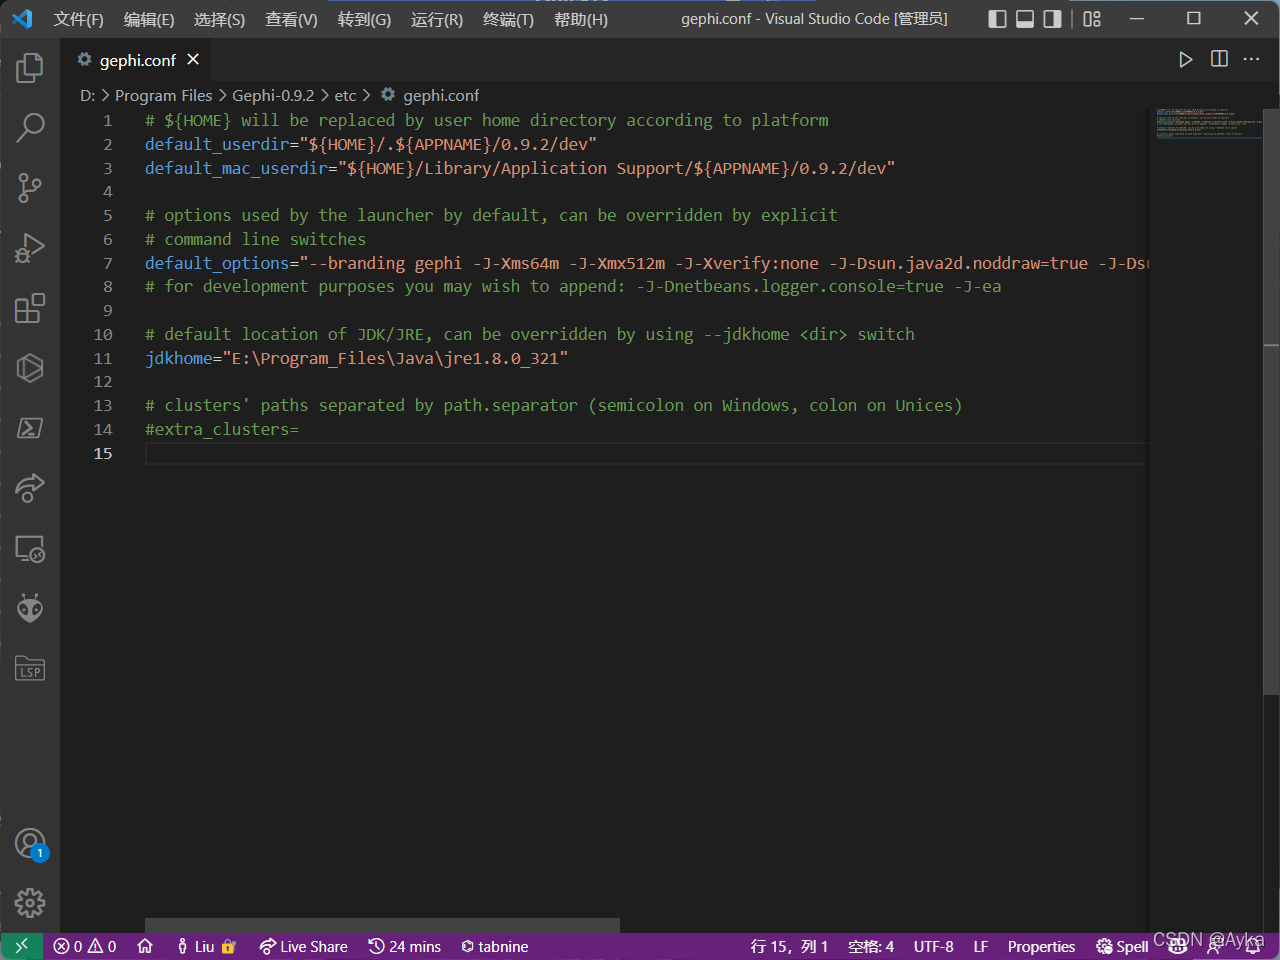 文件(F) 编辑(E) 选择(S) 查看(V) 转到(G) 运行(R) 终端(T) 帮助(H) gephi.conf - Visual Studio Code [管理员]
gephi.conf
D: > Program Files > Gephi-0.9.2 > etc > gephi.conf
1 # ${HOME} will be replaced by user home directory according to platform
2 default_userdir="${HOME}/.${APPNAME}/0.9.2/dev"
3 default_mac_userdir="${HOME}/Library/Application Support/${APPNAME}/0.9.2/dev"
4
5 # options used by the launcher by default, can be overridden by explicit
6 # command line switches
7 default_options="--branding gephi -J-Xms64m -J-Xmx512m -J-Xverify:none -J-Dsun.java2d.noddraw=true -J-Dsu
8 # for development purposes you may wish to append: -J-Dnetbeans.logger.console=true -J-ea
9
10 # default location of JDK/JRE, can be overridden by using --jdkhome <dir> switch
11 jdkhome="E:\Program_Files\Java\jre1.8.0_321"
12
13 # clusters' paths separated by path.separator (semicolon on Windows, colon on Unices)
14 #extra_clusters=
15
LSP
1
0 0 Liu Live Share 24 mins tabnine 行 15，列 1 空格: 4 UTF-8 LF Properties Spell
CSDN @Ayka